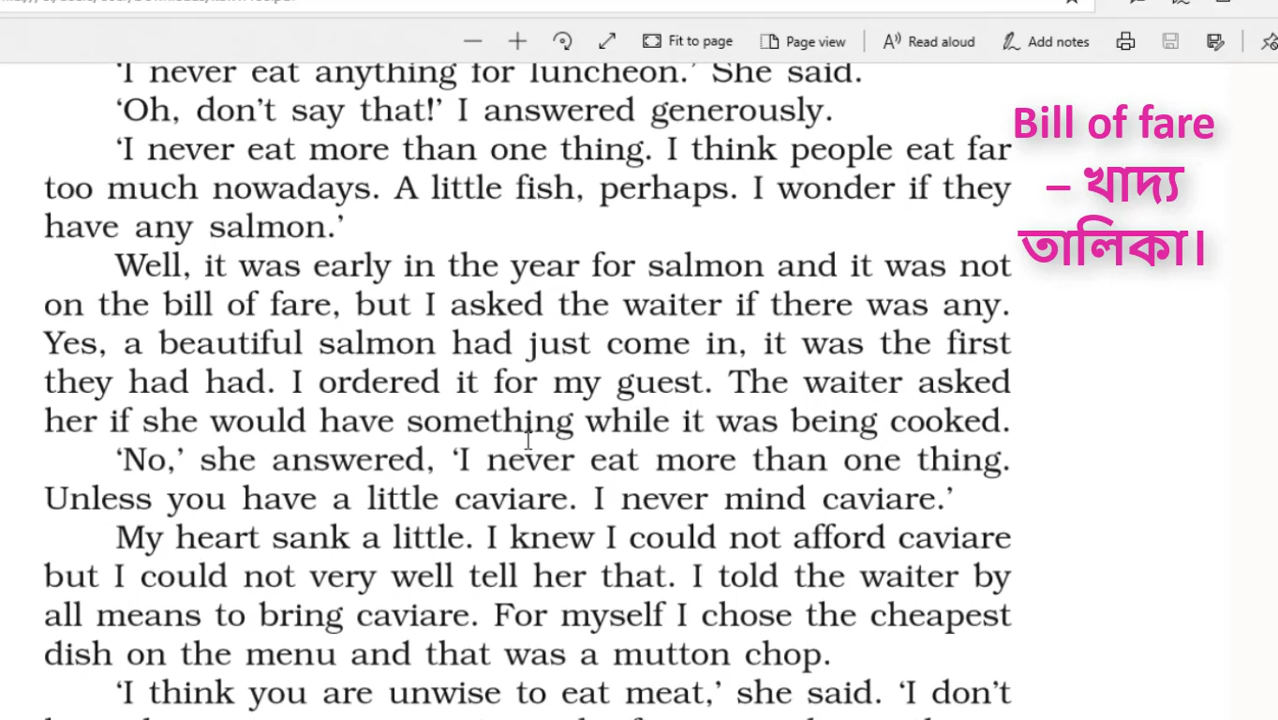 Fit to page
Page view
Read aloud
Add notes
'I never eat anything for luncheon.' She said.
'Oh, don't say that!' I answered generously.
'I never eat more than one thing. I think people eat far
too much nowadays. A little fish, perhaps. I wonder if they
have any salmon.'
Well, it was early in the year for salmon and it was not
on the bill of fare, but I asked the waiter if there was any.
Yes, a beautiful salmon had just come in, it was the first
they had had. I ordered it for my guest. The waiter asked
her if she would have something while it was being cooked.
'No,' she answered, 'I never eat more than one thing.
Unless you have a little caviare. I never mind caviare.'
My heart sank a little. I knew I could not afford caviare
but I could not very well tell her that. I told the waiter by
all means to bring caviare. For myself I chose the cheapest
dish on the menu and that was a mutton chop.
'I think you are unwise to eat meat,' she said. 'I don't
Bill of fare
– খাদ্য
তালিকা।